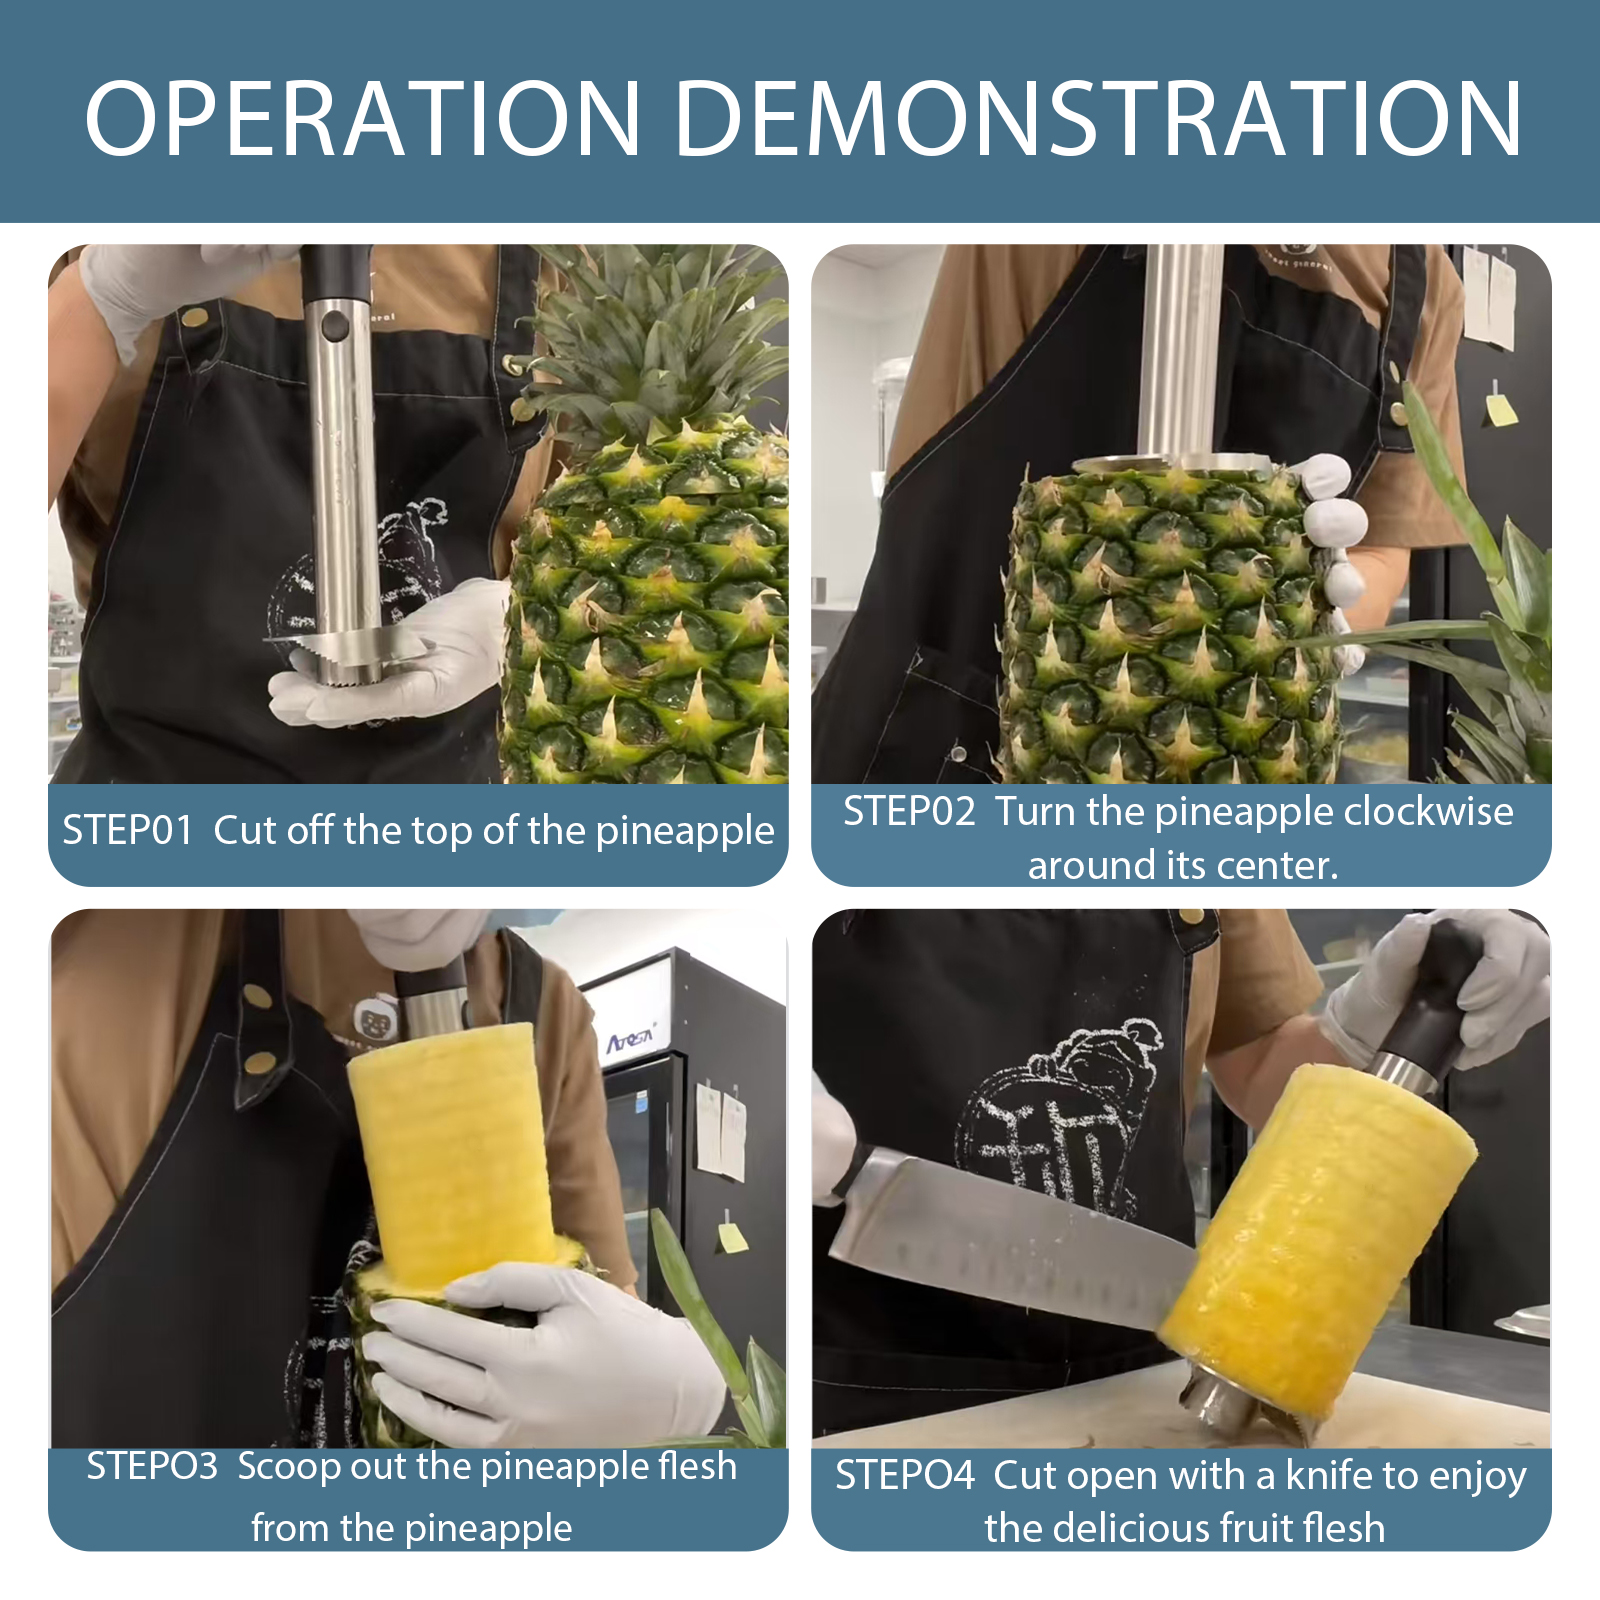 OPERATION DEMONSTRATION
STEP01 Cut off the top of the pineapple
STEP02 Turn the pineapple clockwise
around its center.
STEPO3 Scoop out the pineapple flesh
from the pineapple
STEPO4 Cut open with a knife to enjoy
the delicious fruit flesh